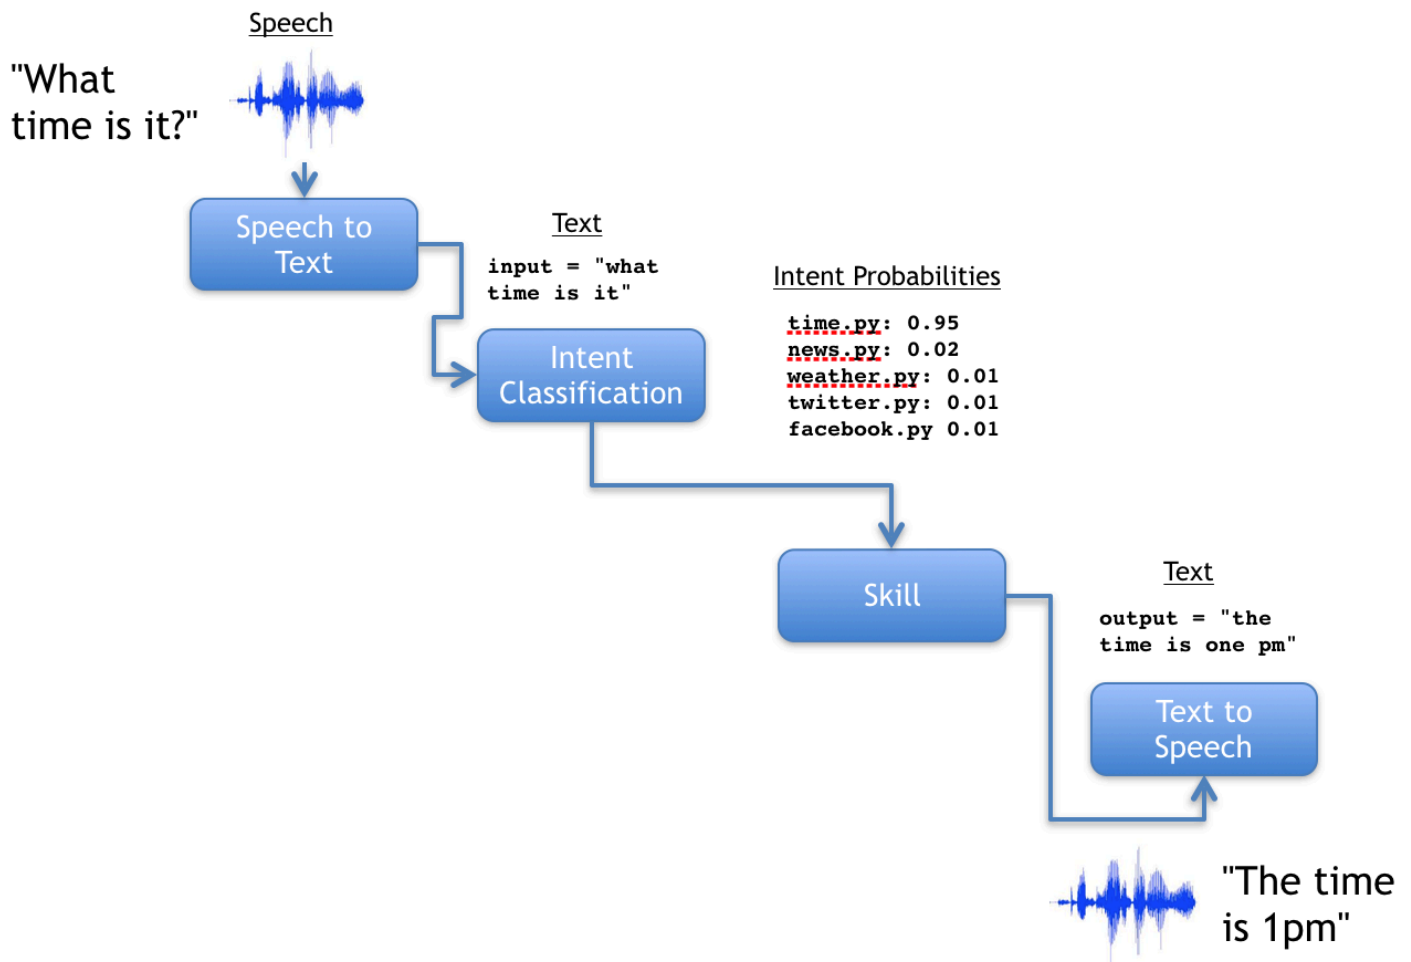 Speech
"What
time is it?"
Speech to
Text
Text
input = "what
time is it"
Intent Probabilities
time.py: 0.95
news.py: 0.02
weather.py: 0.01
twitter.py: 0.01
facebook.py 0.01
Intent
Classification
Skill
Text
output = "the
time is one pm"
Text to
Speech
"The time
is 1pm"